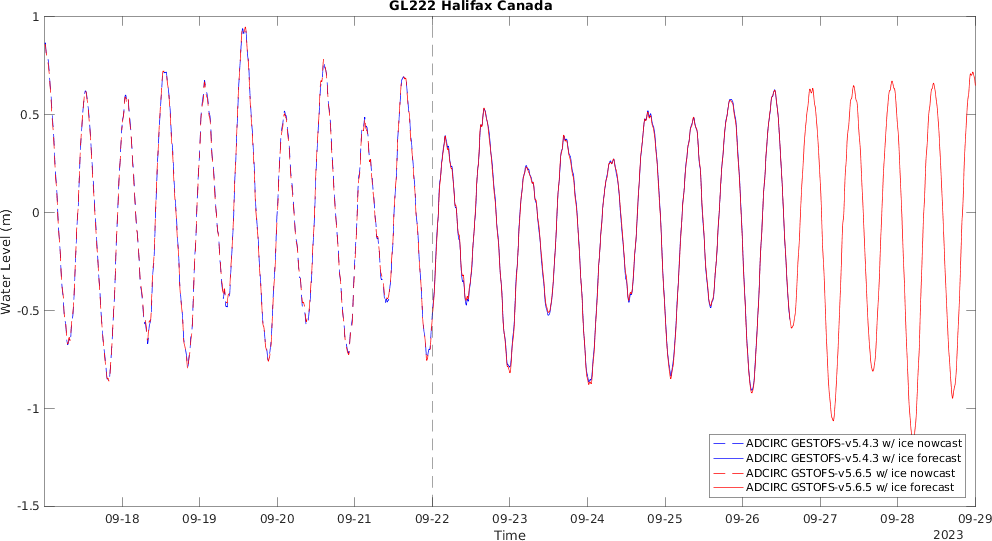 GL222 Halifax Canada
1
0.5
0
-0.5
-1
-1.5
Water Level (m)
ADCIRC GESTOFS-v5.4.3 w/ ice nowcast
ADCIRC GESTOFS-v5.4.3 w/ ice forecast
ADCIRC GSTOFS-v5.6.5 w/ ice nowcast
ADCIRC GSTOFS-v5.6.5 w/ ice forecast
09-18 09-19 09-20 09-21 09-22 09-23 09-24 09-25 09-26 09-27 09-28 09-29
Time
2023